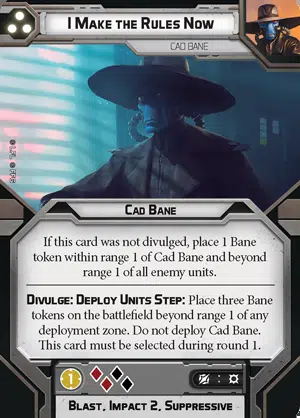 I Make the Rules Now
CAD BANE
Cad Bane
If this card was not divulged, place 1 Bane
token within range 1 of Cad Bane and beyond
range 1 of all enemy units.
Divulge: Deploy Units Step: Place three Bane
tokens on the battlefield beyond range 1 of any
deployment zone. Do not deploy Cad Bane.
This card must be selected during round 1.
1
:
Blast, Impact 2, Suppressive